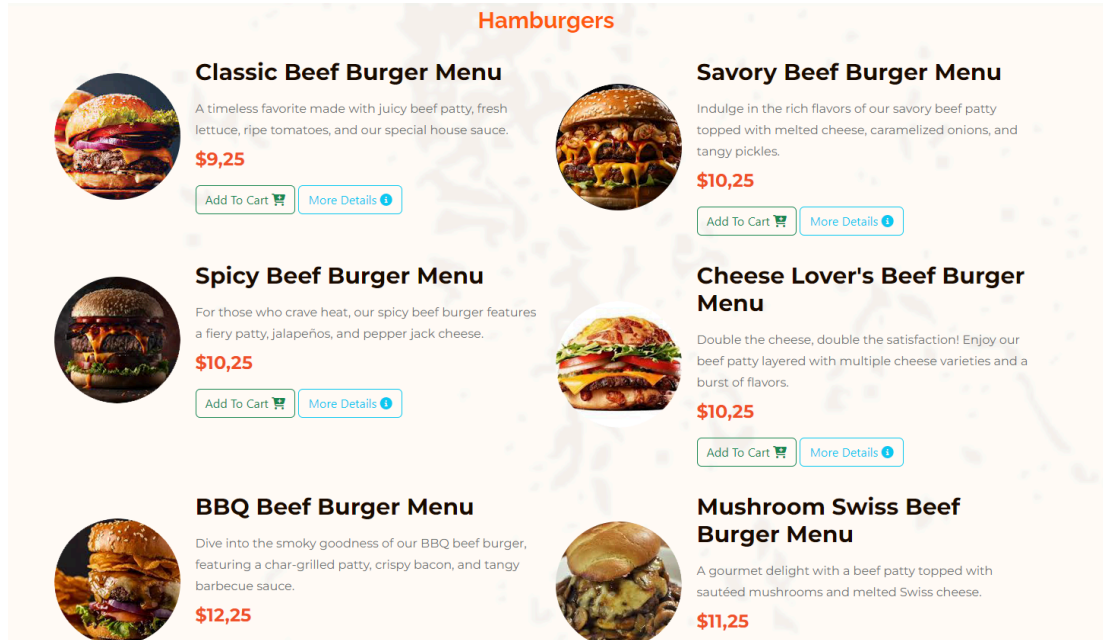 Hamburgers
Classic Beef Burger Menu
A timeless favorite made with juicy beef patty, fresh
lettuce, ripe tomatoes, and our special house sauce.
$9,25
Add To Cart
More Details
Savory Beef Burger Menu
Indulge in the rich flavors of our savory beef patty
topped with melted cheese, caramelized onions, and
tangy pickles.
$10,25
Add To Cart
More Details
Spicy Beef Burger Menu
For those who crave heat, our spicy beef burger features
a fiery patty, jalapeños, and pepper jack cheese.
$10,25
Add To Cart
More Details
Cheese Lover's Beef Burger
Menu
Double the cheese, double the satisfaction! Enjoy our
beef patty layered with multiple cheese varieties and a
burst of flavors.
$10,25
Add To Cart
More Details
BBQ Beef Burger Menu
Dive into the smoky goodness of our BBQ beef burger,
featuring a char-grilled patty, crispy bacon, and tangy
barbecue sauce.
$12,25
Mushroom Swiss Beef
Burger Menu
A gourmet delight with a beef patty topped with
sautéed mushrooms and melted Swiss cheese.
$11,25